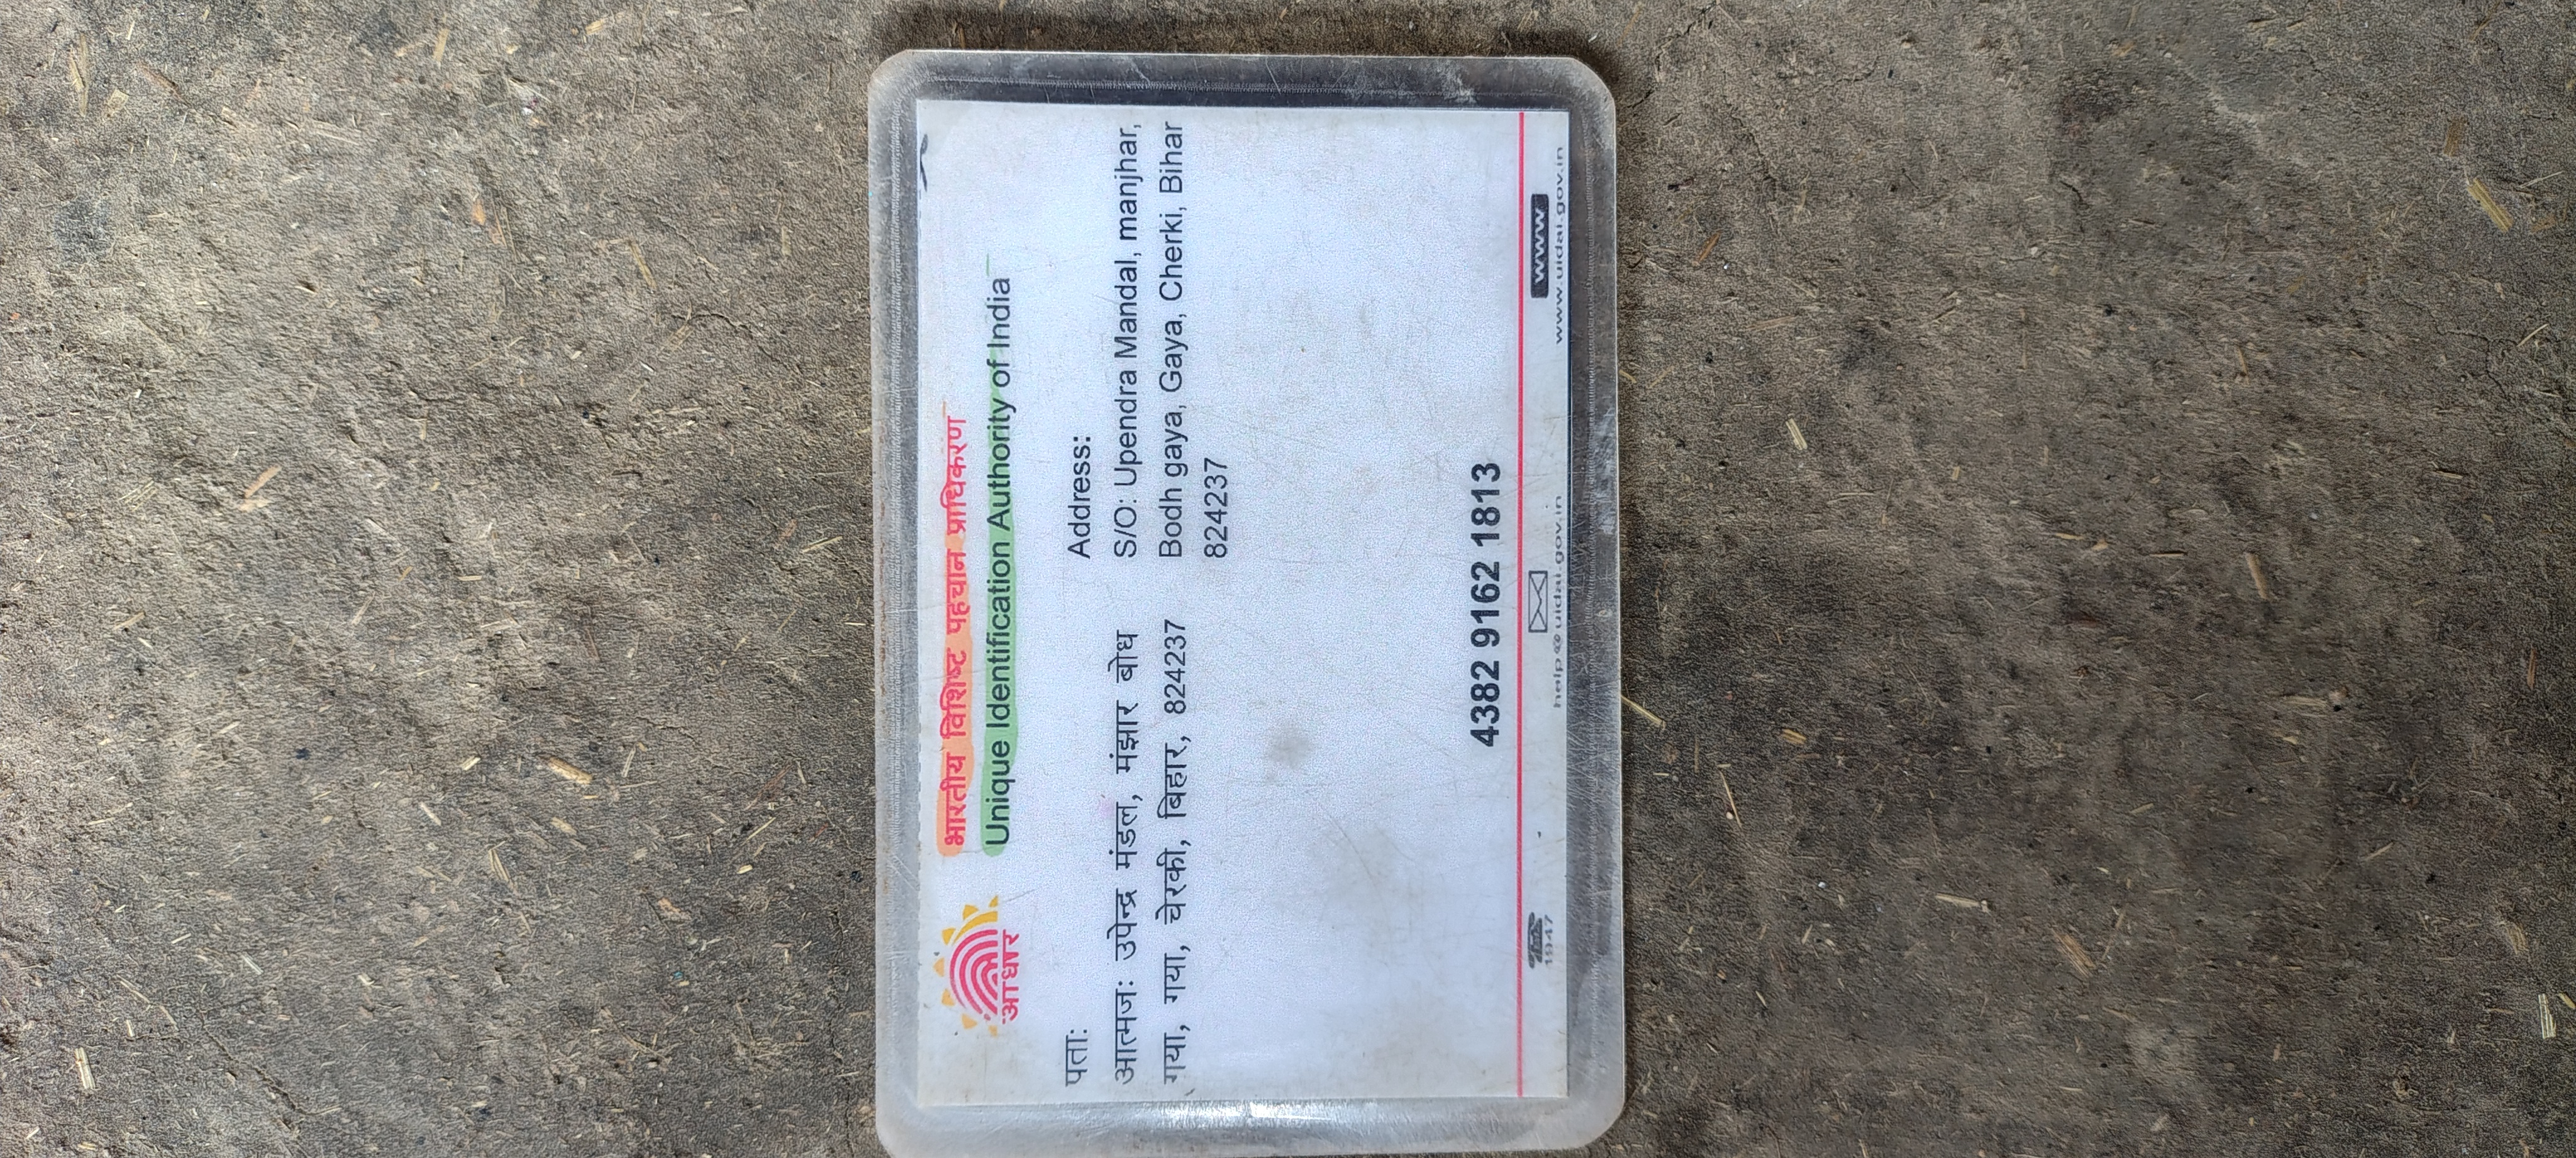 भारतीय विशिष्ट पहचान प्राधिकरण
Unique Identification Authority of India
आधार
पता:
आत्मजः उपेन्द्र मंडल, मंझार बोध
गया, गया, चेरकी, बिहार, 824237
Address:
S/O: Upendra Mandal, manjhar,
Bodh gaya, Gaya, Cherki, Bihar
824237
4382 9162 1813
1947
help@uidai.gov.in
www
www.uidai.gov.in